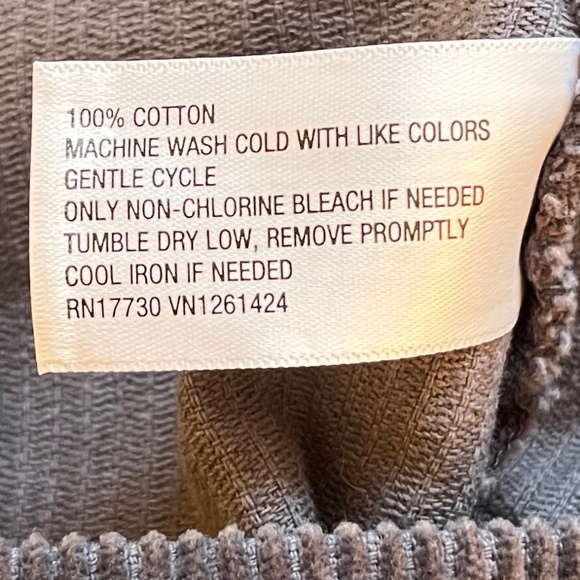 100% COTTON
MACHINE WASH COLD WITH LIKE COLORS
GENTLE CYCLE
ONLY NON-CHLORINE BLEACH IF NEEDED
TUMBLE DRY LOW, REMOVE PROMPTLY
COOL IRON IF NEEDED
RN17730 VN1261424